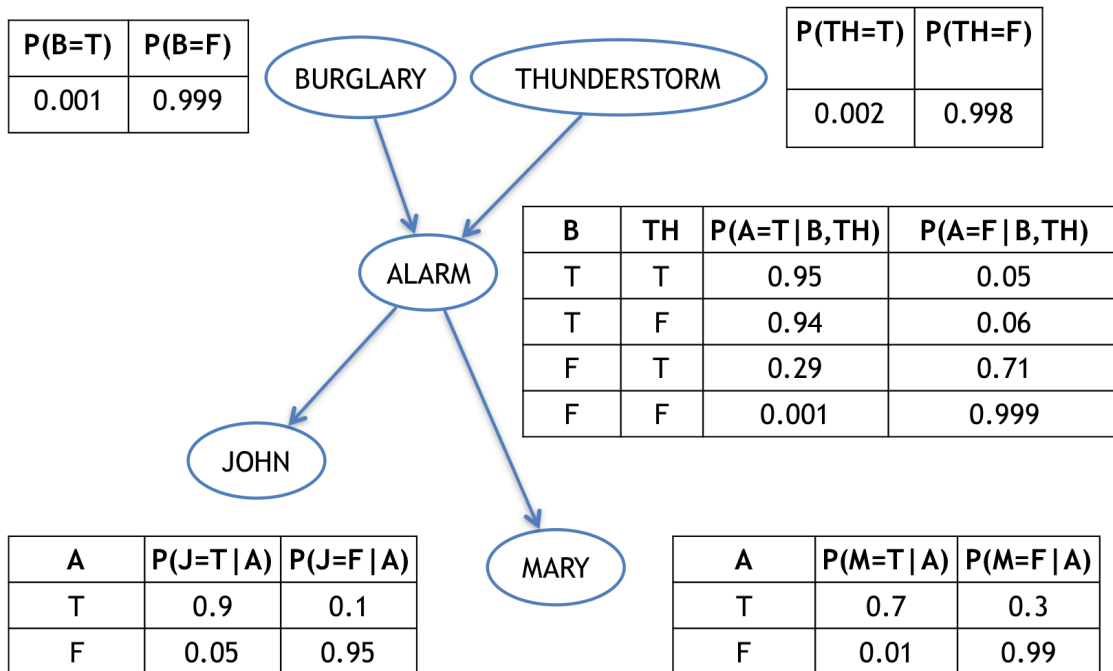 P(B=T) P(B=F)
0.001 0.999
BURGLARY
THUNDERSTORM
P(TH=T) P(TH=F)
0.002 0.998
ALARM
B TH P(A=T|B,TH) P(A=F|B,TH)
T T 0.95 0.05
T F 0.94 0.06
F T 0.29 0.71
F F 0.001 0.999
JOHN
MARY
A P(J=T|A) P(J=F|A)
T 0.9 0.1
F 0.05 0.95
A P(M=T|A) P(M=F|A)
T 0.7 0.3
F 0.01 0.99